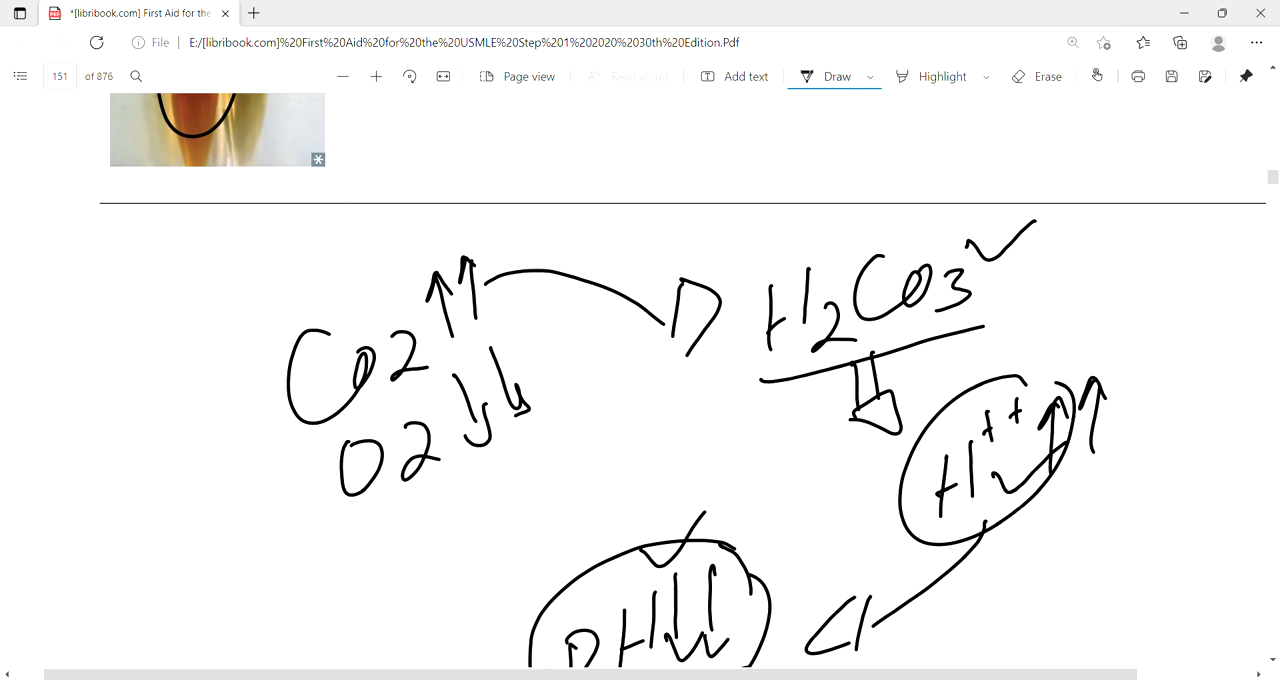 *[libribook.com] First Aid for the
File E:/[libribook.com]%20First%20Aid%20for%20the%20USMLE%20Step%201%202020%2030th%20Edition.Pdf
151 of 876 Page view Read aloud Add text Draw Highlight Erase
CO2 ↑↑ H2CO3 ✓
O2 ↓↓
H++ ↑↑
PH ↓↓ Cl